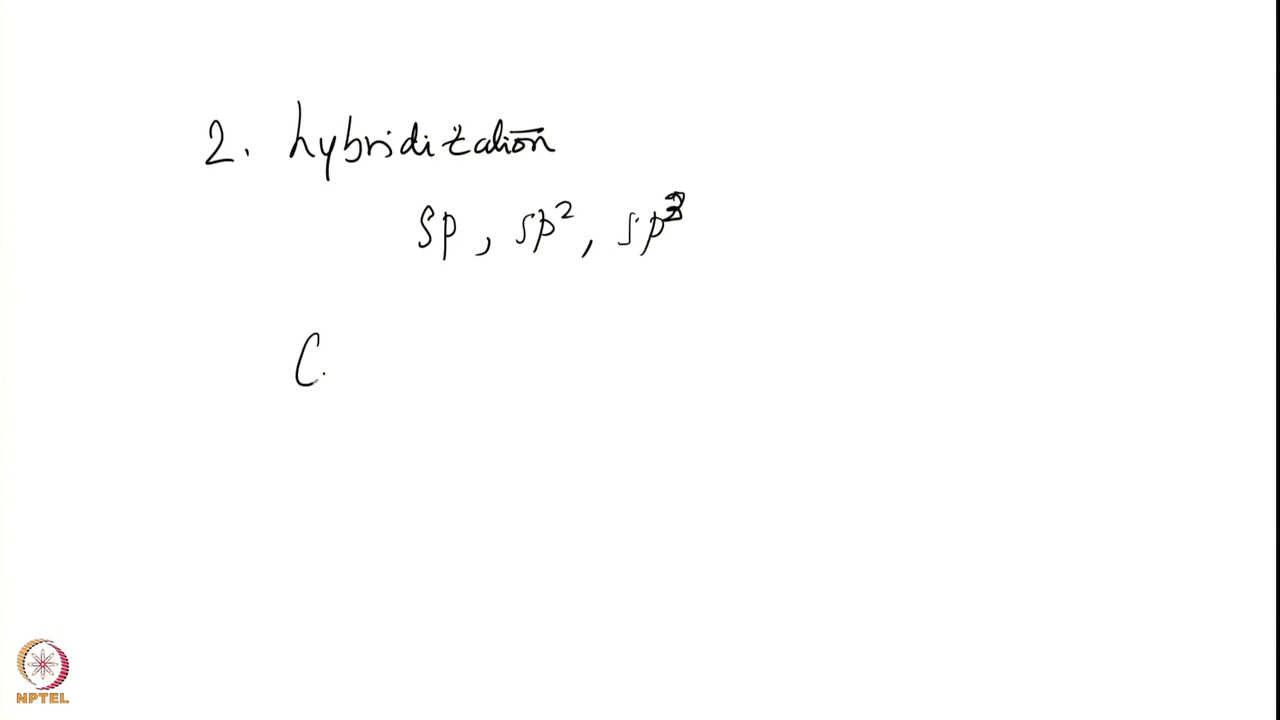 2. hybridization
sp, sp², sp³
C
NPTEL